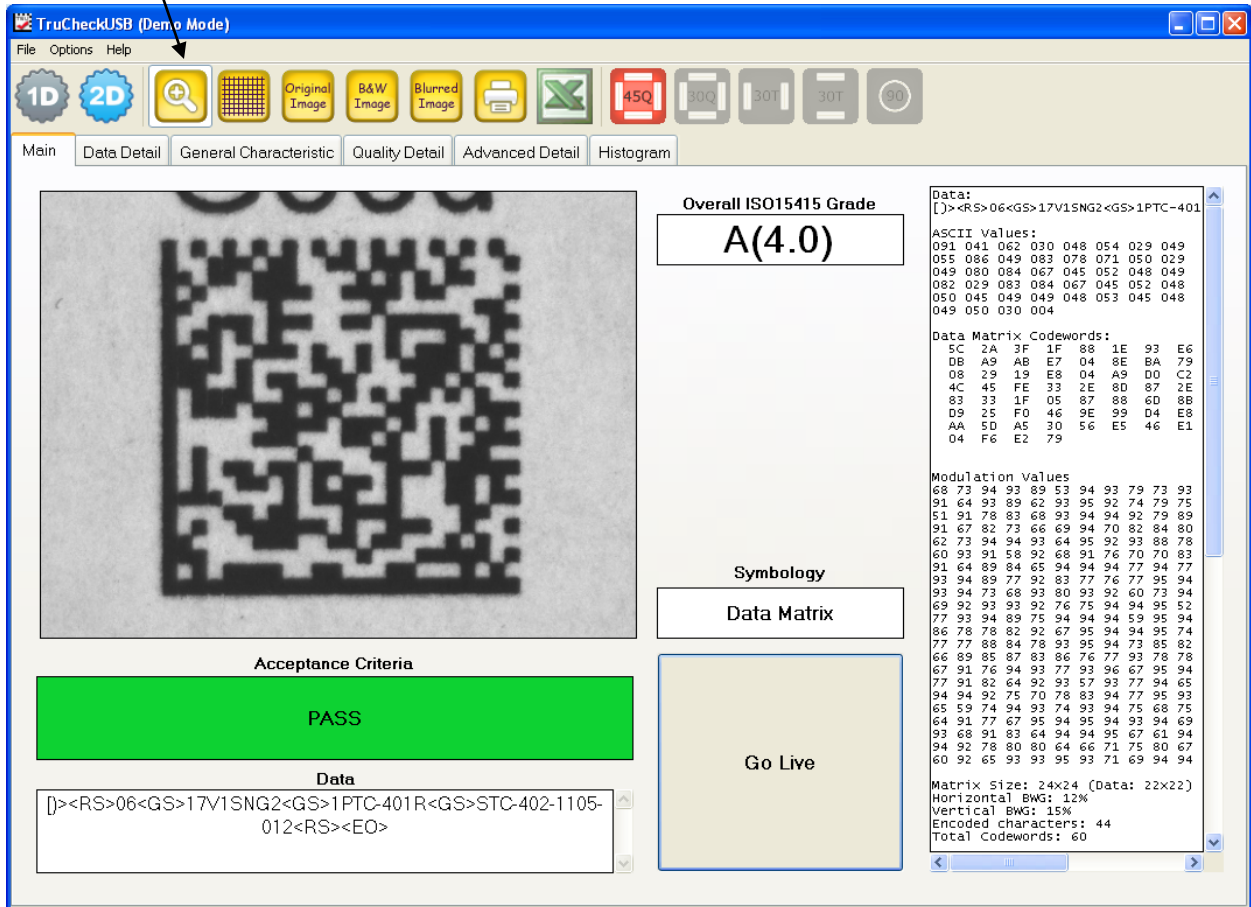 TruCheckUSB (Demo Mode)
File Options Help
1D 2D Original Image B&W Image Blurred Image 45Q 30Q 30T 30T 90
Main Data Detail General Characteristic Quality Detail Advanced Detail Histogram
Overall ISO15415 Grade
A(4.0)
Symbology
Data Matrix
Acceptance Criteria
PASS
Go Live
Data
[)><RS>06<GS>17V1SNG2<GS>1PTC-401R<GS>STC-402-1105-
012<RS><EO>
Data:
[)><RS>06<GS>17V1SNG2<GS>1PTC-401
ASCII Values:
091 041 062 030 048 054 029 049
055 086 049 083 078 071 050 029
049 080 084 067 045 052 048 049
082 029 083 084 067 045 052 048
050 045 049 049 048 053 045 048
049 050 030 004
Data Matrix Codewords:
5C 2A 3F 1F 88 1E 93 E6
DB A9 AB E7 04 8E BA 79
08 29 19 E8 04 A9 D0 C2
4C 45 FE 33 2E 8D 87 2E
83 33 1F 05 87 88 6D 8B
D9 25 F0 46 9E 99 D4 E8
AA 5D A5 30 56 E5 46 E1
04 F6 E2 79
Modulation Values
68 73 94 93 89 53 94 93 79 73 93
91 64 93 89 62 93 95 92 74 79 75
51 91 78 83 68 93 94 94 92 79 89
91 67 82 73 66 69 94 70 82 84 80
62 73 94 94 93 64 95 92 93 88 78
60 93 91 58 92 68 91 76 70 70 83
91 64 89 84 65 94 94 94 77 94 77
93 94 89 77 92 83 77 76 77 95 94
93 94 73 68 93 80 93 92 60 73 94
69 92 93 93 92 76 75 94 94 95 52
77 93 94 89 75 94 94 94 59 95 94
86 78 78 82 92 67 95 94 94 95 74
77 77 88 84 78 93 95 94 73 85 82
66 89 85 87 83 86 76 77 93 78 78
67 91 76 94 93 77 93 96 67 95 94
77 91 82 64 92 93 57 93 77 94 65
94 94 92 75 70 78 83 94 77 95 93
65 59 74 94 93 74 93 94 75 68 75
64 91 77 67 95 94 95 94 93 94 69
93 68 91 83 64 94 94 95 67 61 94
94 92 78 80 80 64 66 71 75 80 67
60 92 65 93 93 95 93 71 69 94 94
Matrix Size: 24x24 (Data: 22x22)
Horizontal BWG: 12%
Vertical BWG: 15%
Encoded characters: 44
Total Codewords: 60